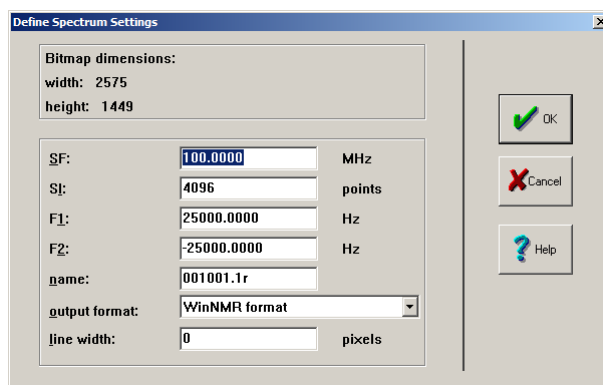 Define Spectrum Settings
Bitmap dimensions:
width: 2575
height: 1449
SF: 100.0000 MHz
SI: 4096 points
F1: 25000.0000 Hz
F2: -25000.0000 Hz
name: 001001.1r
output format: WinNMR format
line width: 0 pixels
OK
Cancel
Help